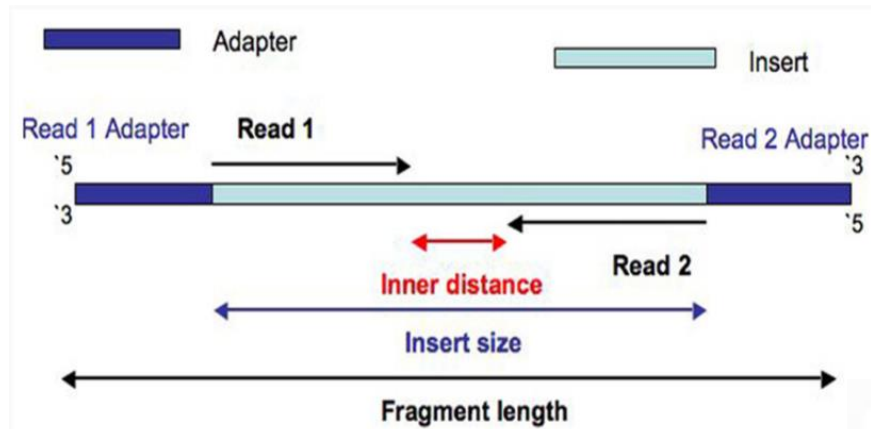 Adapter
Insert
Read 1 Adapter
Read 1
Read 2 Adapter
`5
`3
`3
`5
Read 2
Inner distance
Insert size
Fragment length